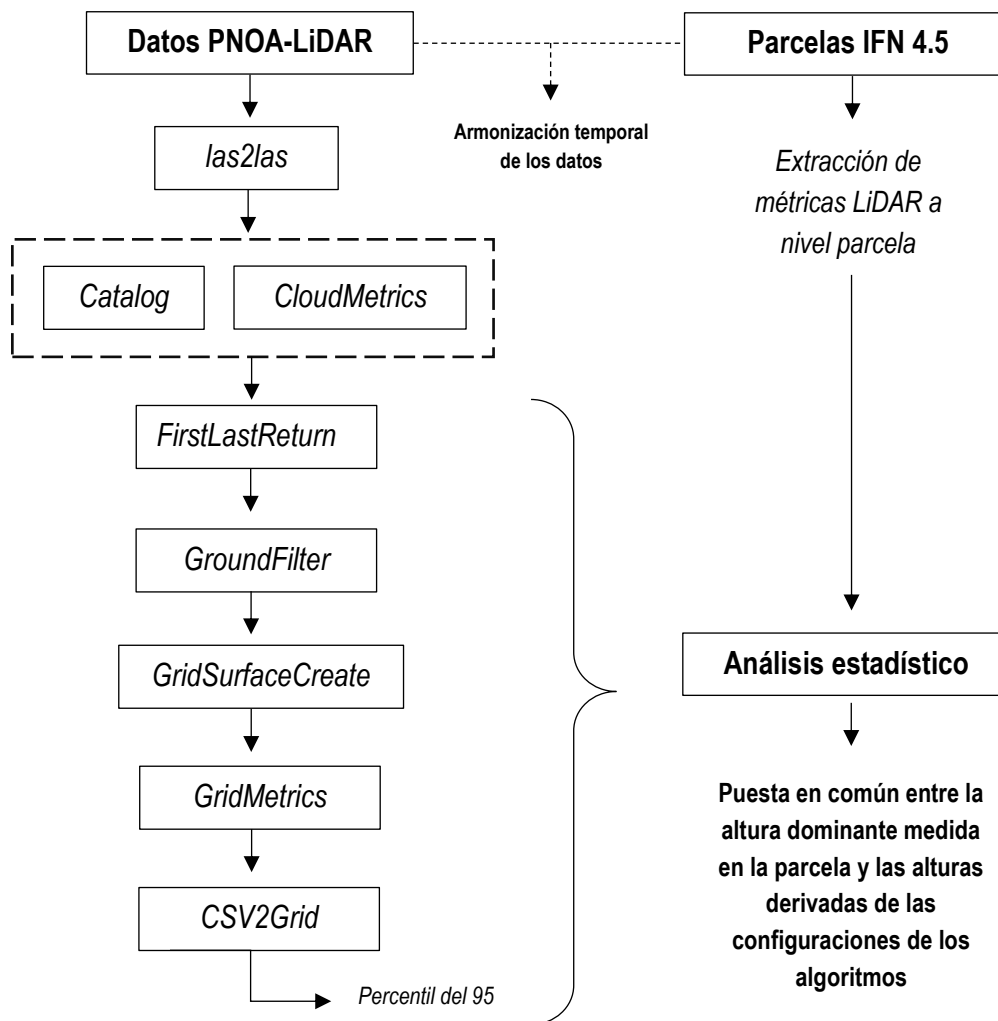 Datos PNOA-LiDAR
Parcelas IFN 4.5
Armonización temporal
de los datos
las2las
Extracción de
métricas LiDAR a
nivel parcela
Catalog
CloudMetrics
FirstLastReturn
GroundFilter
GridSurfaceCreate
GridMetrics
CSV2Grid
Percentil del 95
Análisis estadístico
Puesta en común entre la
altura dominante medida
en la parcela y las alturas
derivadas de las
configuraciones de los
algoritmos